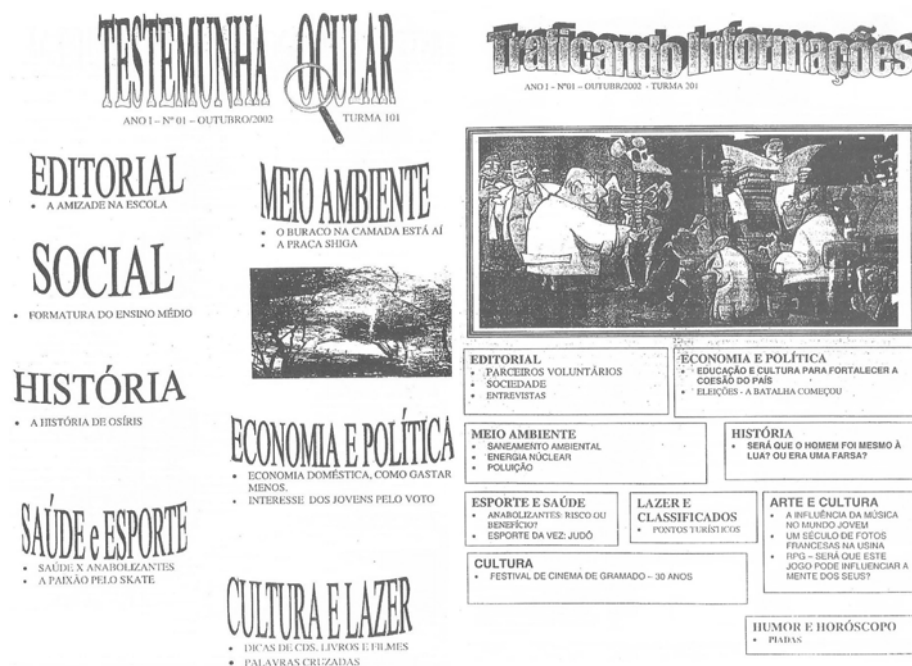 TESTEMUNHA OCULAR
ANO I – Nº 01 – OUTUBRO/2002
TURMA 101
EDITORIAL
• A AMIZADE NA ESCOLA
SOCIAL
• FORMATURA DO ENSINO MÉDIO
HISTÓRIA
• A HISTÓRIA DE OSÍRIS
SAÚDE e ESPORTE
• SAÚDE X ANABOLIZANTES
• A PAIXÃO PELO SKATE
MEIO AMBIENTE
• O BURACO NA CAMADA ESTÁ AÍ
• A PRAÇA SHIGA
ECONOMIA E POLÍTICA
• ECONOMIA DOMÉSTICA, COMO GASTAR
MENOS.
• INTERESSE DOS JOVENS PELO VOTO
CULTURA E LAZER
• DICAS DE CDS, LIVROS E FILMES
• PALAVRAS CRUZADAS
Traficando Informações
ANO I – Nº01 – OUTUBR/2002 - TURMA 201
EDITORIAL
• PARCEIROS VOLUNTÁRIOS
• SOCIEDADE
• ENTREVISTAS
ECONOMIA E POLÍTICA
• EDUCAÇÃO E CULTURA PARA FORTALECER A
COESÃO DO PAÍS
• ELEIÇÕES - A BATALHA COMEÇOU
MEIO AMBIENTE
• SANEAMENTO AMBIENTAL
• ENERGIA NÚCLEAR
• POLUIÇÃO
HISTÓRIA
• SERÁ QUE O HOMEM FOI MESMO À
LUA? OU ERA UMA FARSA?
ESPORTE E SAÚDE
• ANABOLIZANTES: RISCO OU
BENEFÍCIO?
• ESPORTE DA VEZ: JUDÔ
LAZER E
CLASSIFICADOS
• PONTOS TURÍSTICOS
ARTE E CULTURA
• A INFLUÊNCIA DA MÚSICA
NO MUNDO JOVEM
• UM SÉCULO DE FOTOS
FRANCESAS NA USINA
• RPG – SERÁ QUE ESTE
JOGO PODE INFLUENCIAR A
MENTE DOS SEUS?
CULTURA
• FESTIVAL DE CINEMA DE GRAMADO – 30 ANOS
HUMOR E HORÓSCOPO
• PIADAS